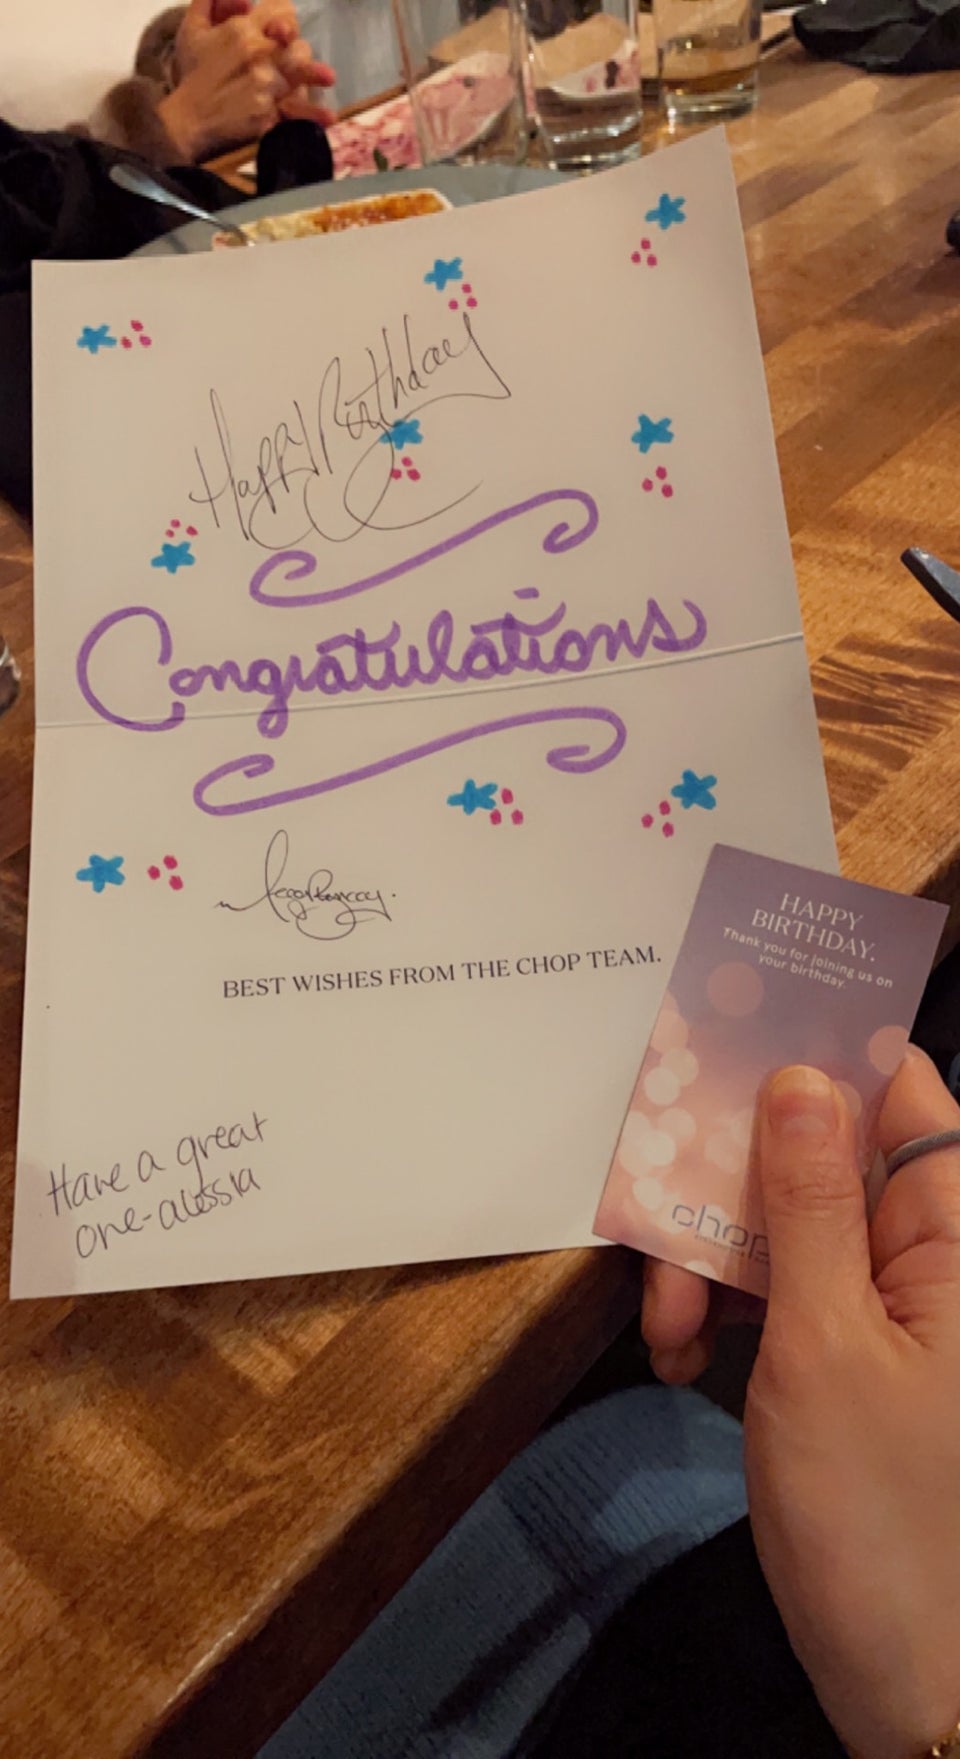 Happy Birthday
Congratulations
BEST WISHES FROM THE CHOP TEAM.
Have a great
one-alessia
HAPPY
BIRTHDAY.
Thank you for joining us on
your birthday.
chop